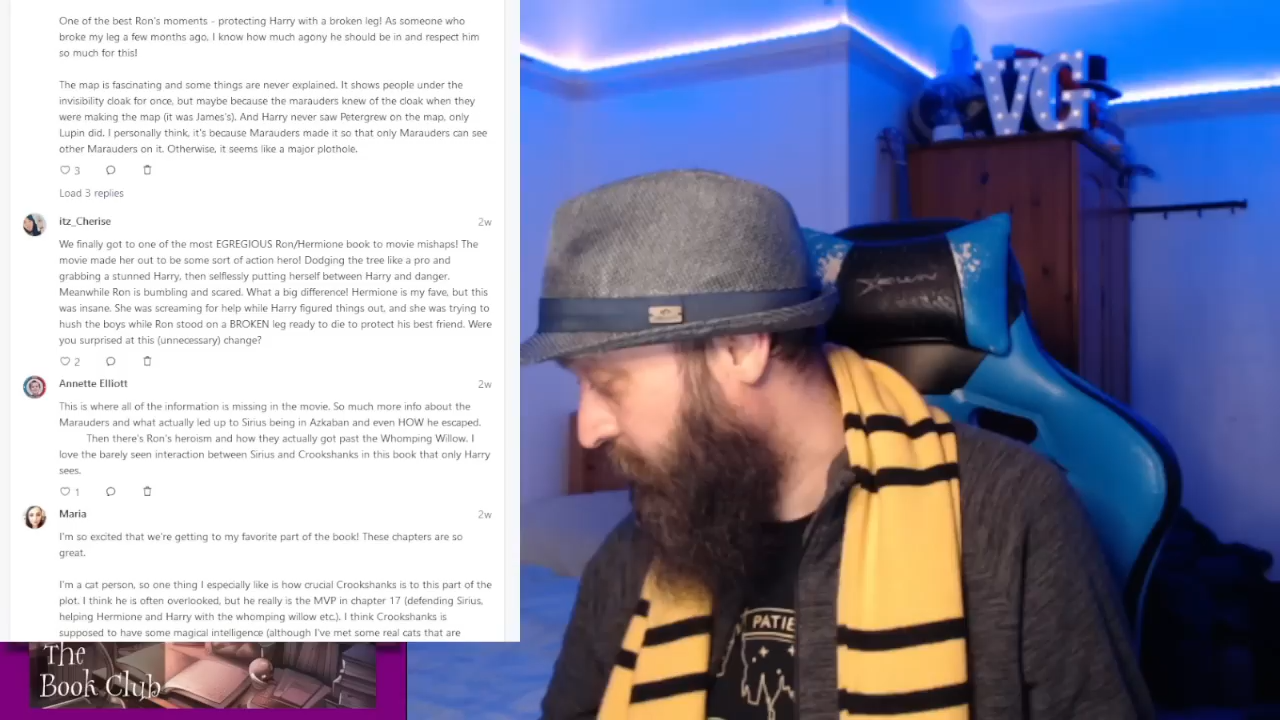 One of the best Ron's moments - protecting Harry with a broken leg! As someone who
broke my leg a few months ago, I know how much agony he should be in and respect him
so much for this!
The map is fascinating and some things are never explained. It shows people under the
invisibility cloak for once, but maybe because the marauders knew of the cloak when they
were making the map (it was James's). And Harry never saw Petergrew on the map, only
Lupin did. I personally think, it's because Marauders made it so that only Marauders can see
other Marauders on it. Otherwise, it seems like a major plothole.
3
Load 3 replies
itz_Cherise
2w
We finally got to one of the most EGREGIOUS Ron/Hermione book to movie mishaps! The
movie made her out to be some sort of action hero! Dodging the tree like a pro and
grabbing a stunned Harry, then selflessly putting herself between Harry and danger.
Meanwhile Ron is bumbling and scared. What a big difference! Hermione is my fave, but this
was insane. She was screaming for help while Harry figured things out, and she was trying to
hush the boys while Ron stood on a BROKEN leg ready to die to protect his best friend. Were
you surprised at this (unnecessary) change?
2
Annette Elliott
2w
This is where all of the information is missing in the movie. So much more info about the
Marauders and what actually led up to Sirius being in Azkaban and even HOW he escaped.
Then there's Ron's heroism and how they actually got past the Whomping Willow. I
love the barely seen interaction between Sirius and Crookshanks in this book that only Harry
sees.
1
Maria
2w
I'm so excited that we're getting to my favorite part of the book! These chapters are so
great.
I'm a cat person, so one thing I especially like is how crucial Crookshanks is to this part of the
plot. I think he is often overlooked, but he really is the MVP in chapter 17 (defending Sirius,
helping Hermione and Harry with the whomping willow etc.). I think Crookshanks is
supposed to have some magical intelligence (although I've met some real cats that are
The
Book Club
VG
PATIE